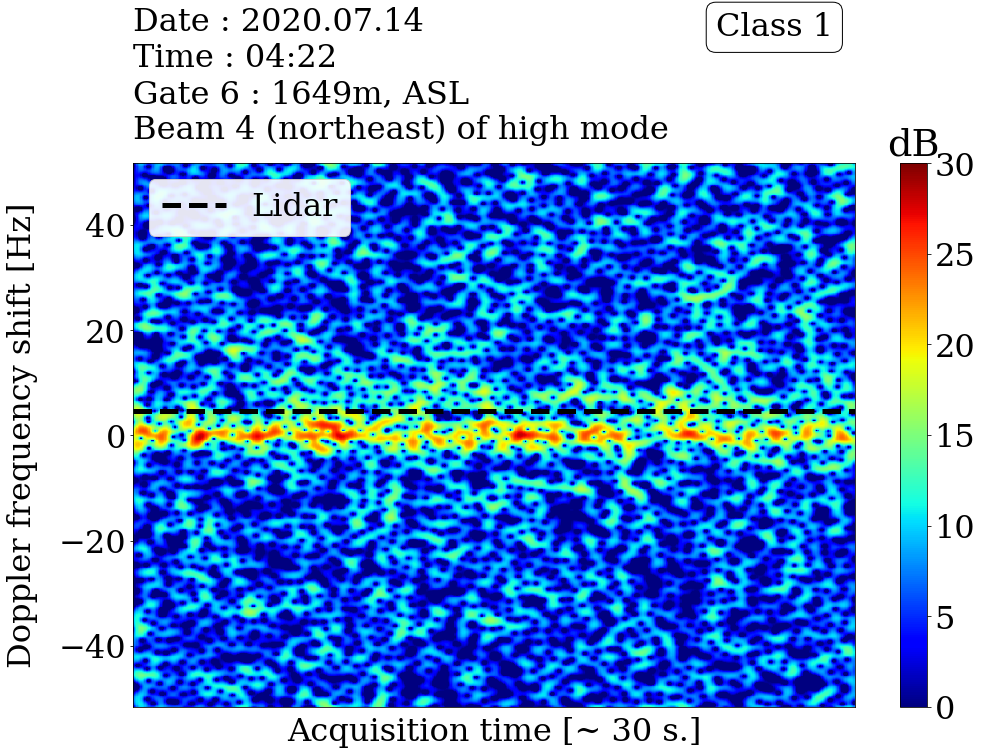 Date : 2020.07.14
Time : 04:22
Gate 6 : 1649m, ASL
Beam 4 (northeast) of high mode
Class 1
dB
Lidar
Doppler frequency shift [Hz]
40
20
0
−20
−40
30
25
20
15
10
5
0
Acquisition time [~ 30 s.]